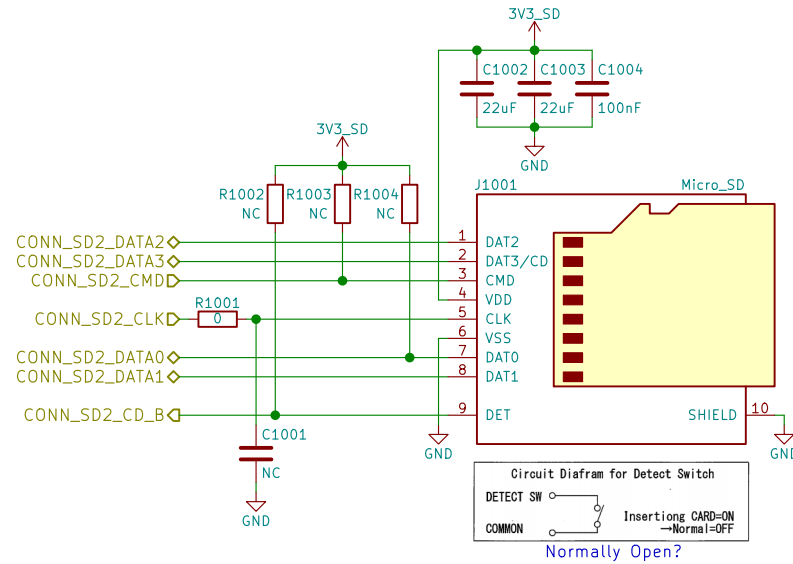 3V3_SD
C1002
C1003
C1004
22uF
22uF
100nF
GND
3V3_SD
R1002
R1003
R1004
NC
NC
NC
J1001
Micro_SD
CONN_SD2_DATA2
1
DAT2
CONN_SD2_DATA3
2
DAT3/CD
CONN_SD2_CMD
3
CMD
4
VDD
R1001
CONN_SD2_CLK
0
5
CLK
6
VSS
CONN_SD2_DATA0
7
DAT0
CONN_SD2_DATA1
8
DAT1
CONN_SD2_CD_B
9
DET
SHIELD
10
C1001
NC
GND
GND
GND
Circuit Diafram for Detect Switch
DETECT SW
Insertiong CARD=ON
→Normal=OFF
COMMON
Normally Open?